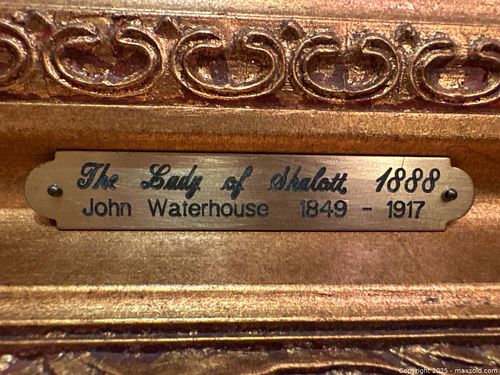 The Lady of Shalott 1888
John Waterhouse 1849 - 1917
Copyright 2025 - maxsold.com